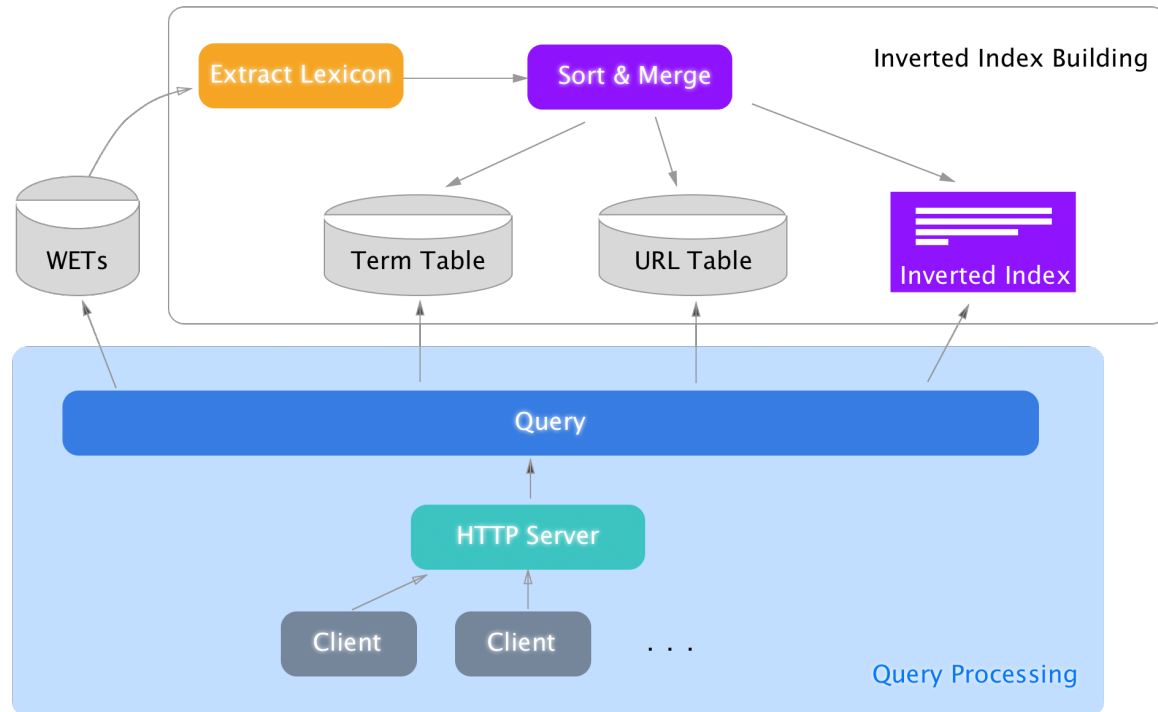 Extract Lexicon
Sort & Merge
Inverted Index Building
WETs
Term Table
URL Table
Inverted Index
Query
HTTP Server
Client
Client
. . .
Query Processing